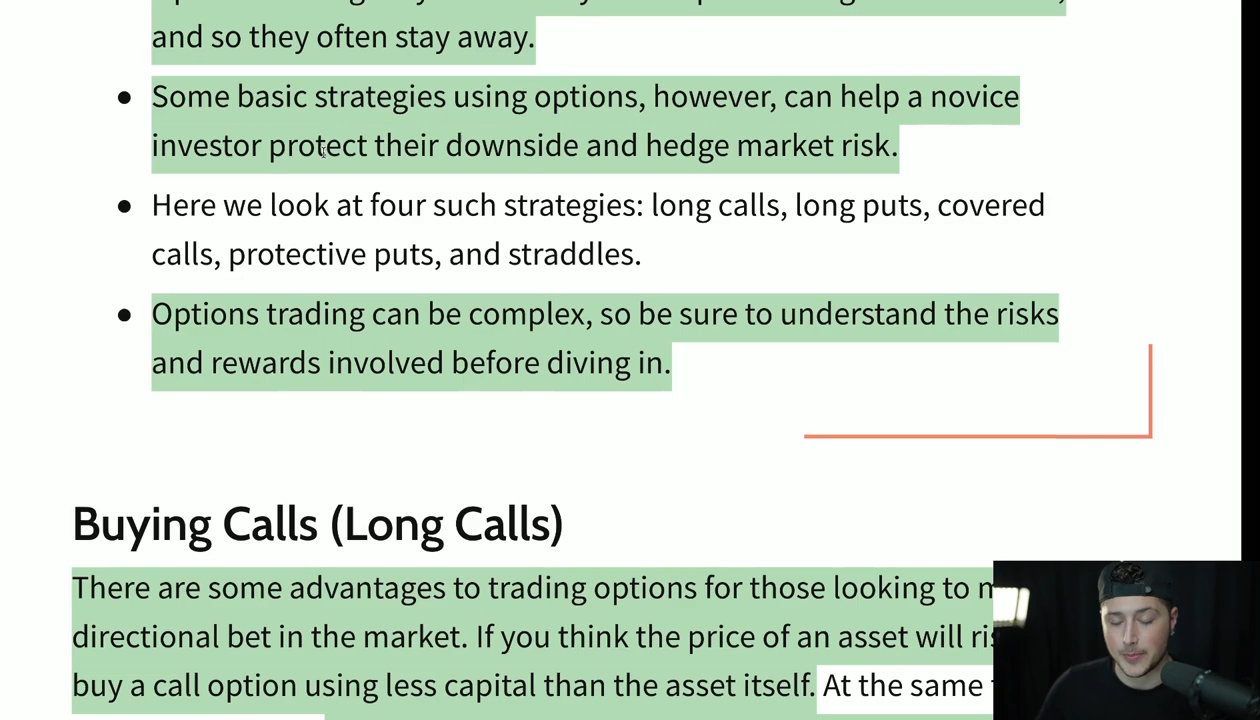 and so they often stay away.
Some basic strategies using options, however, can help a novice
investor protect their downside and hedge market risk.
Here we look at four such strategies: long calls, long puts, covered
calls, protective puts, and straddles.
Options trading can be complex, so be sure to understand the risks
and rewards involved before diving in.
Buying Calls (Long Calls)
There are some advantages to trading options for those looking to
directional bet in the market. If you think the price of an asset will
buy a call option using less capital than the asset itself. At the same